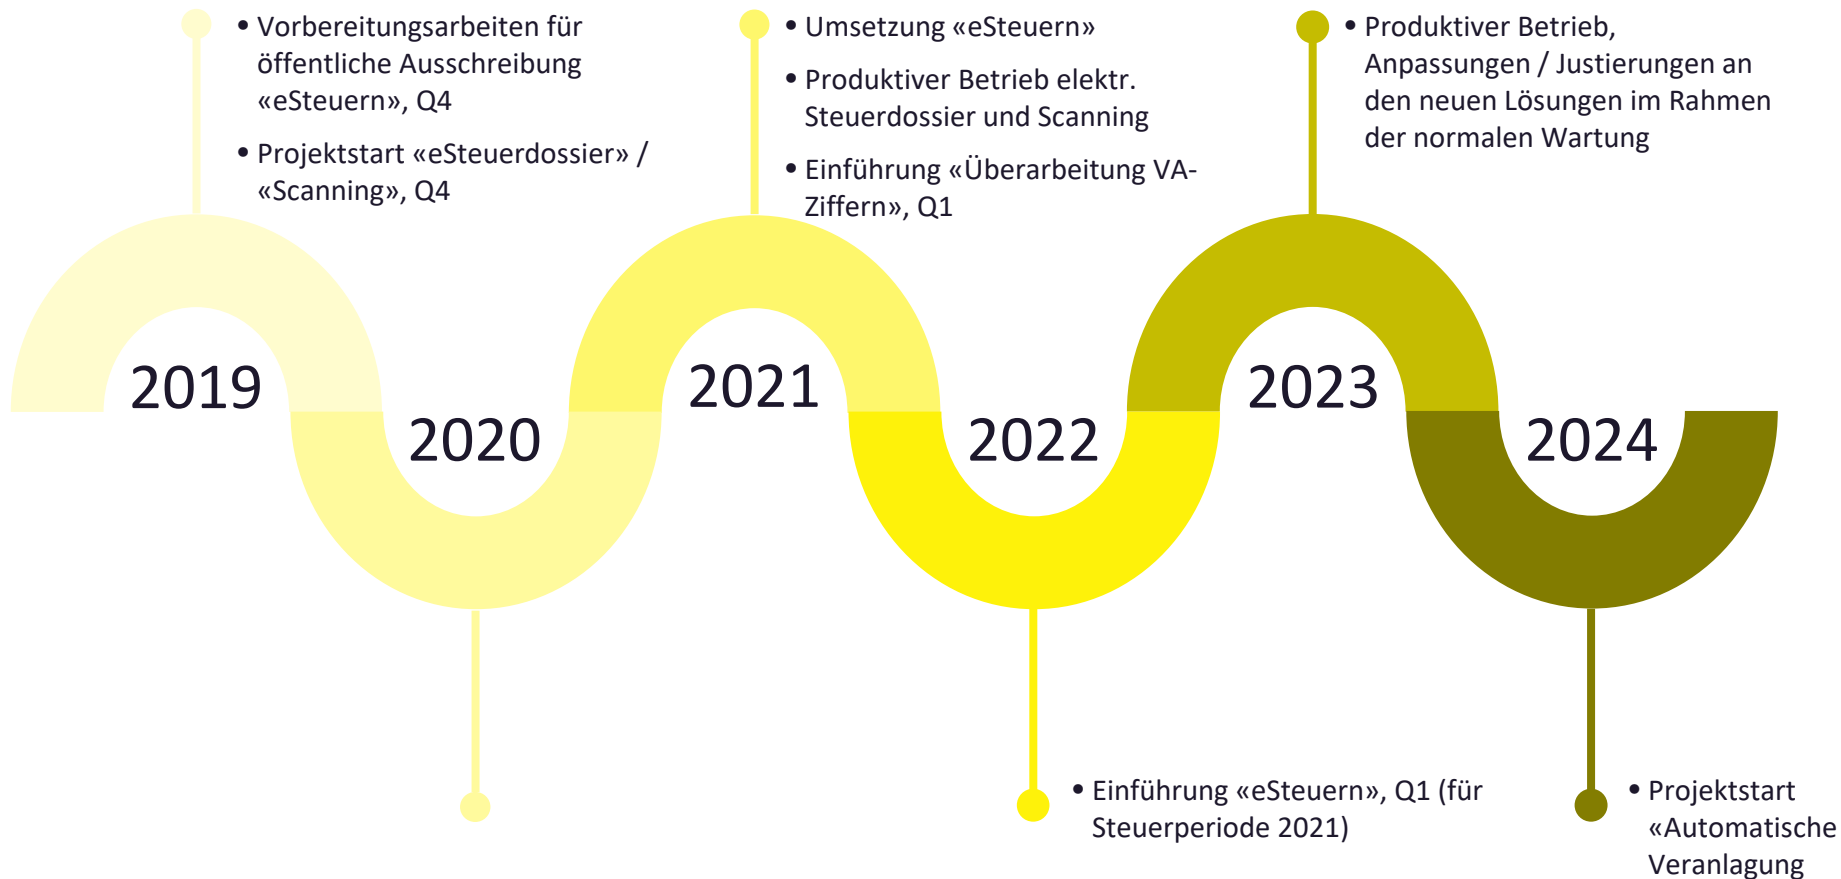 • Vorbereitungsarbeiten für
öffentliche Ausschreibung
«eSteuern», Q4
• Projektstart «eSteuerdossier» /
«Scanning», Q4
• Umsetzung «eSteuern»
• Produktiver Betrieb elektr.
Steuerdossier und Scanning
• Einführung «Überarbeitung VA-
Ziffern», Q1
• Produktiver Betrieb,
Anpassungen / Justierungen an
den neuen Lösungen im Rahmen
der normalen Wartung
2019
2020
2021
2022
2023
2024
• Einführung «eSteuern», Q1 (für
Steuerperiode 2021)
• Projektstart
«Automatische
Veranlagung